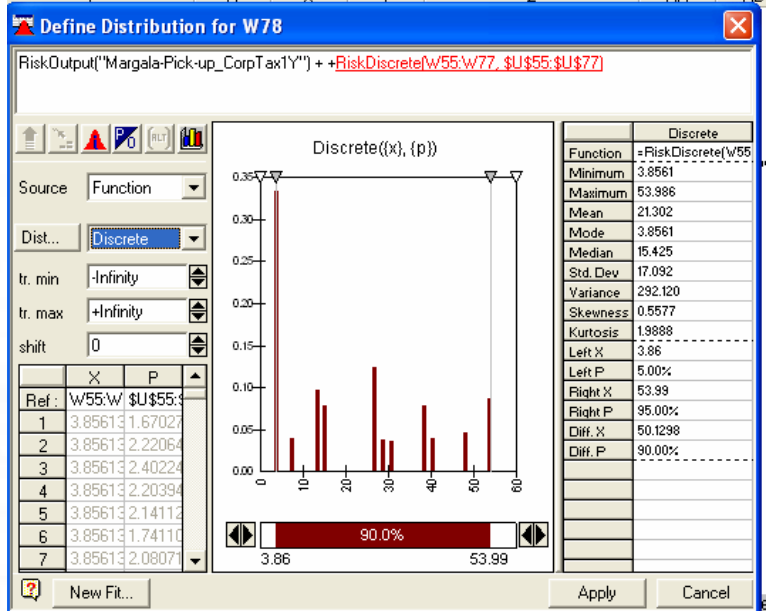 Define Distribution for W78
RiskOutput("Margala-Pick-up_CorpTax1Y") + +RiskDiscrete(W55:W77, $U$55:$U$77)
Source Function
Dist... Discrete
tr. min -Infinity
tr. max +Infinity
shift 0
X P
Ref : W55:W $U$55:$
1 3.85613 1.67027
2 3.85613 2.22064
3 3.85613 2.40224
4 3.85613 2.20394
5 3.85613 2.14112
6 3.85613 1.74110
7 3.85613 2.08071
New Fit...
Discrete({x}, {p})
0.35
0.30
0.25
0.20
0.15
0.10
0.05
0.00
0 10 20 30 40 50 60
90.0%
3.86 53.99
Discrete
Function =RiskDiscrete(W55
Minimum 3.8561
Maximum 53.986
Mean 21.302
Mode 3.8561
Median 15.425
Std. Dev 17.092
Variance 292.120
Skewness 0.5577
Kurtosis 1.9888
Left X 3.86
Left P 5.00%
Right X 53.99
Right P 95.00%
Diff. X 50.1298
Diff. P 90.00%
Apply Cancel